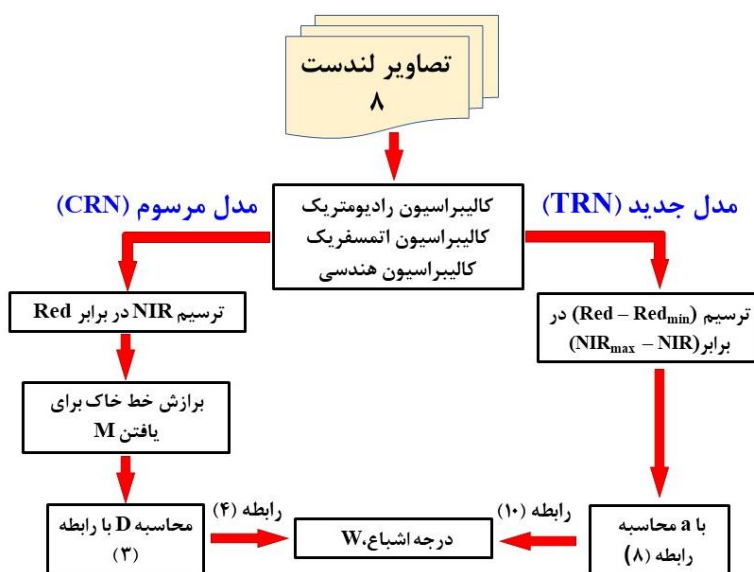 تصاویر لندست
۸
مدل جدید (TRN)
مدل مرسوم (CRN)
کالیبراسیون رادیومتریک
کالیبراسیون اتمسفریک
کالیبراسیون هندسی
ترسیم (Red – Redmin) در
برابر(NIRmax – NIR)
ترسیم NIR در برابر Red
برازش خط خاک برای
یافتن M
رابطه (۱۰)
رابطه (۴)
با a محاسبه
رابطه (۸)
درجه اشباع،W
محاسبه D با رابطه
(۳)